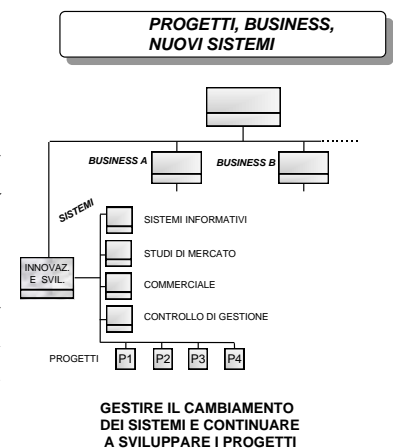 PROGETTI, BUSINESS,
NUOVI SISTEMI
BUSINESS A
BUSINESS B
SISTEMI
SISTEMI INFORMATIVI
STUDI DI MERCATO
INNOVAZ.
E SVIL.
COMMERCIALE
CONTROLLO DI GESTIONE
PROGETTI
P1 P2 P3 P4
GESTIRE IL CAMBIAMENTO
DEI SISTEMI E CONTINUARE
A SVILUPPARE I PROGETTI